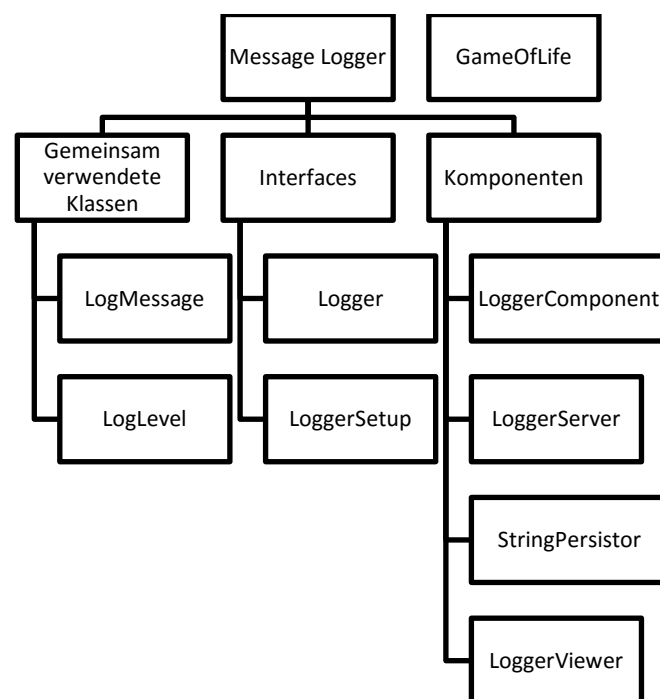 Message Logger
GameOfLife
Gemeinsam
verwendete
Klassen
Interfaces
Komponenten
LogMessage
Logger
LoggerComponent
LogLevel
LoggerSetup
LoggerServer
StringPersistor
LoggerViewer